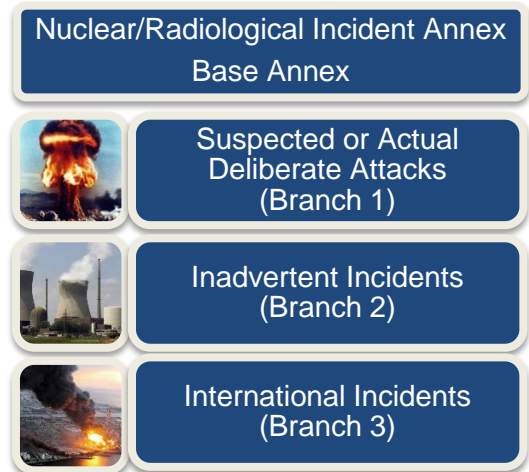 Nuclear/Radiological Incident Annex
Base Annex
Suspected or Actual
Deliberate Attacks
(Branch 1)
Inadvertent Incidents
(Branch 2)
International Incidents
(Branch 3)